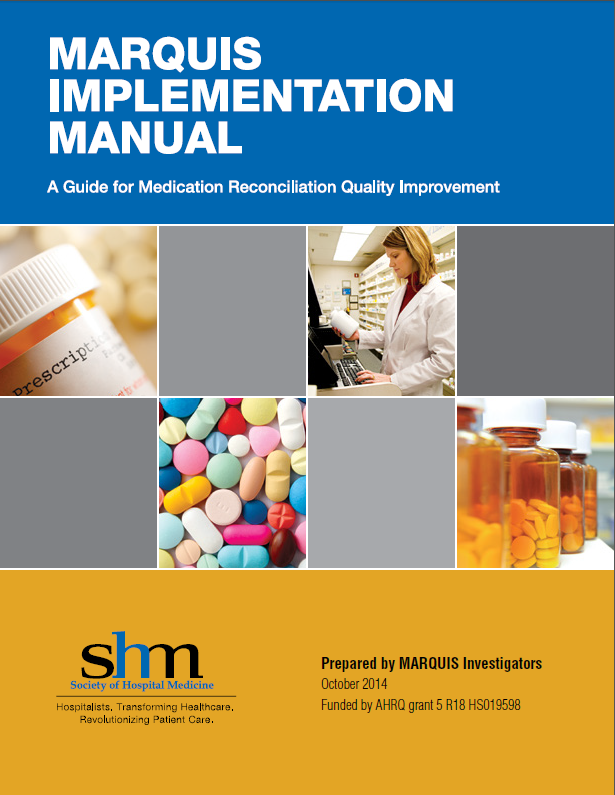 MARQUIS
IMPLEMENTATION
MANUAL
A Guide for Medication Reconciliation Quality Improvement
Prescripti
shm
Society of Hospital Medicine
Hospitalists. Transforming Healthcare.
Revolutionizing Patient Care.
Prepared by MARQUIS Investigators
October 2014
Funded by AHRQ grant 5 R18 HS019598